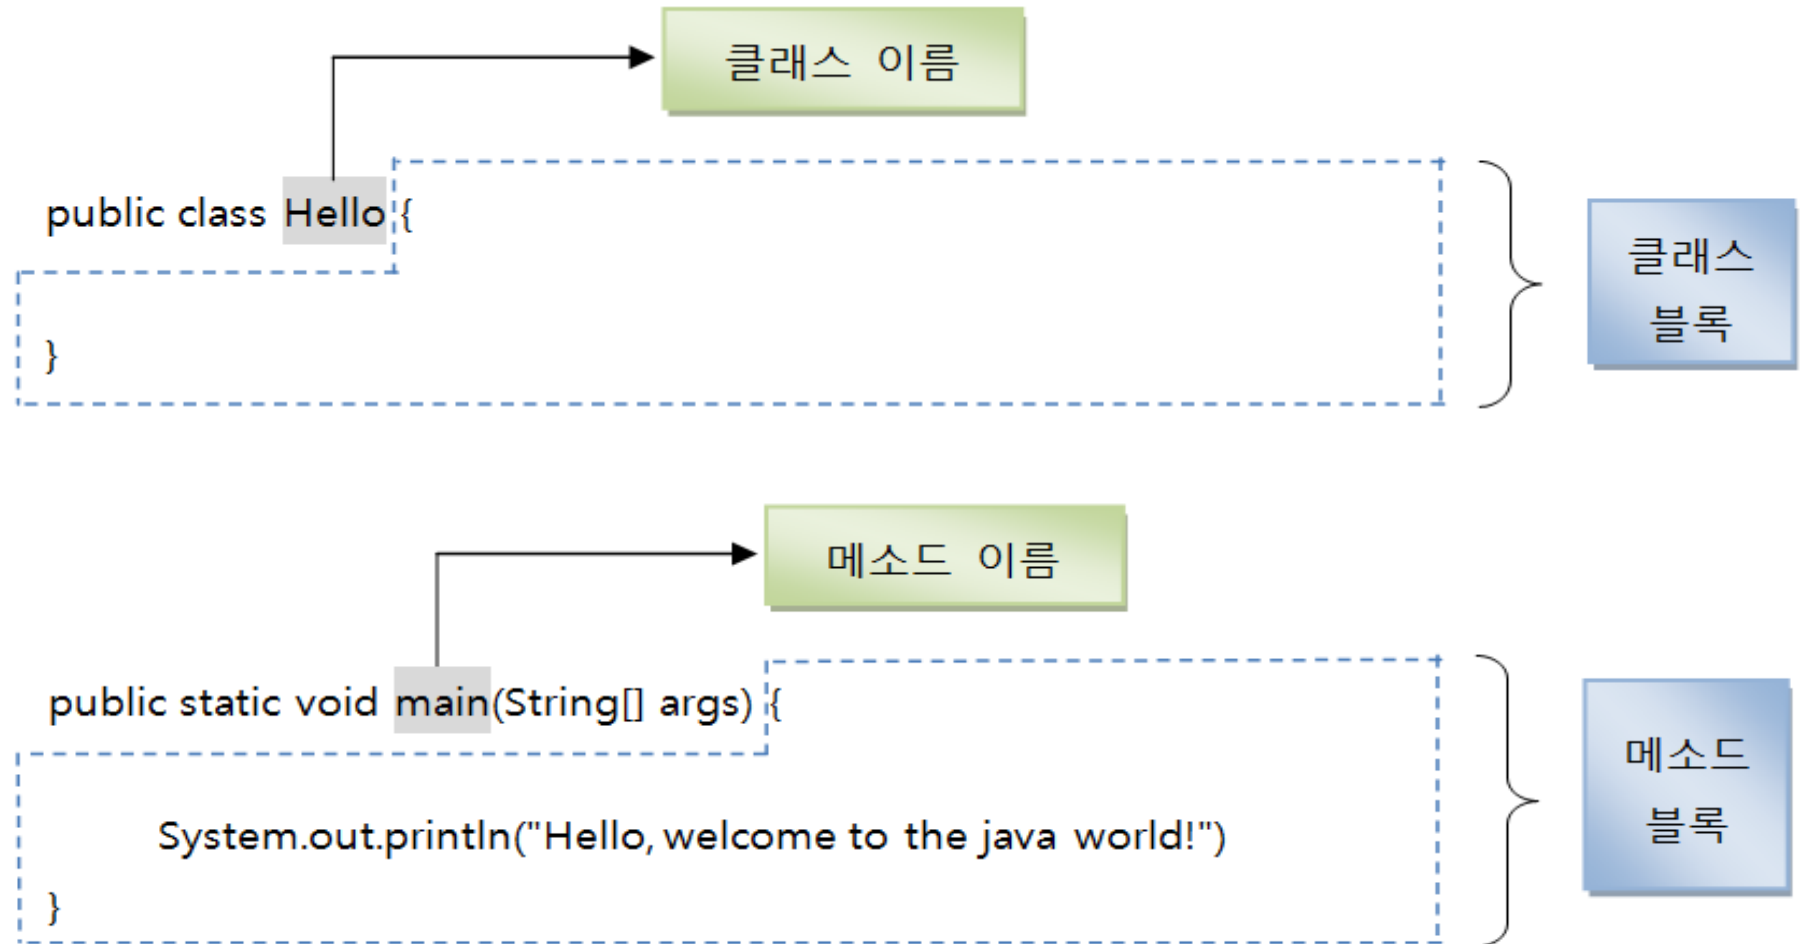 클래스 이름
public class Hello {
}
클래스
블록
메소드 이름
public static void main(String[] args) {
System.out.println("Hello, welcome to the java world!")
}
메소드
블록